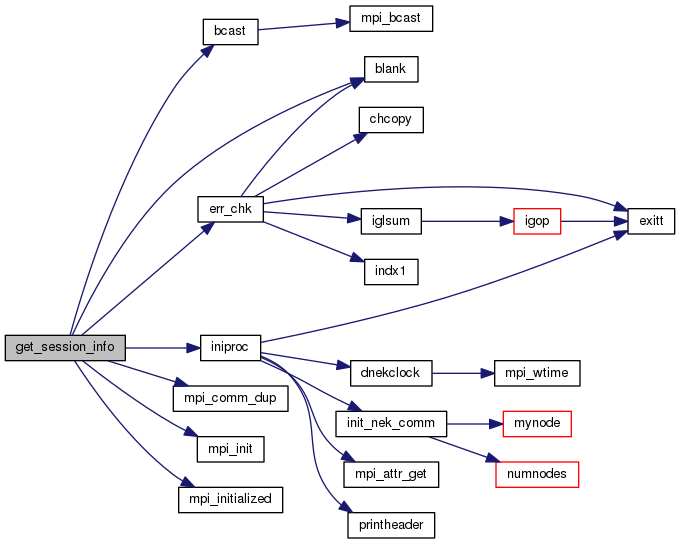 mpi_bcast
bcast
blank
chcopy
err_chk
iglsum
igop
exitt
indx1
get_session_info
iniproc
dnekclock
mpi_wtime
mpi_comm_dup
init_nek_comm
mynode
mpi_init
mpi_attr_get
numnodes
mpi_initialized
printheader